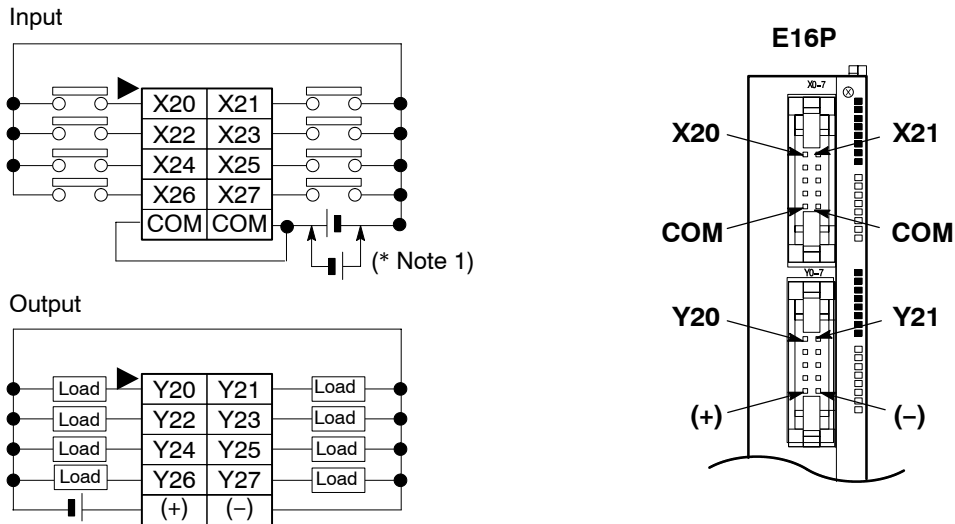 Input
X20 X21
X22 X23
X24 X25
X26 X27
COM COM
(* Note 1)
Output
Load Y20 Y21 Load
Load Y22 Y23 Load
Load Y24 Y25 Load
Load Y26 Y27 Load
(+) (–)
E16P
X0–7
X20 X21
COM COM
Y0–7
Y20 Y21
(+) (–)